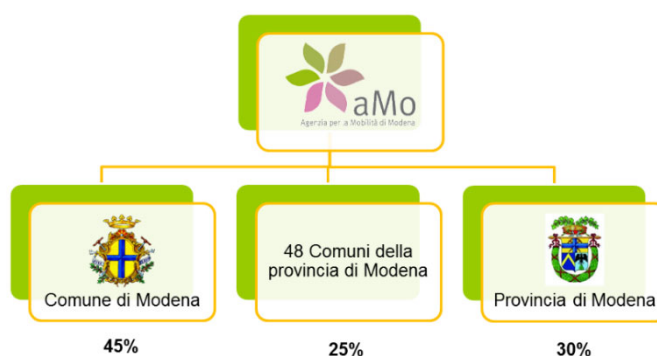 aMo
Agenzia per la Mobilità di Modena
Comune di Modena
48 Comuni della
provincia di Modena
Provincia di Modena
45%
25%
30%